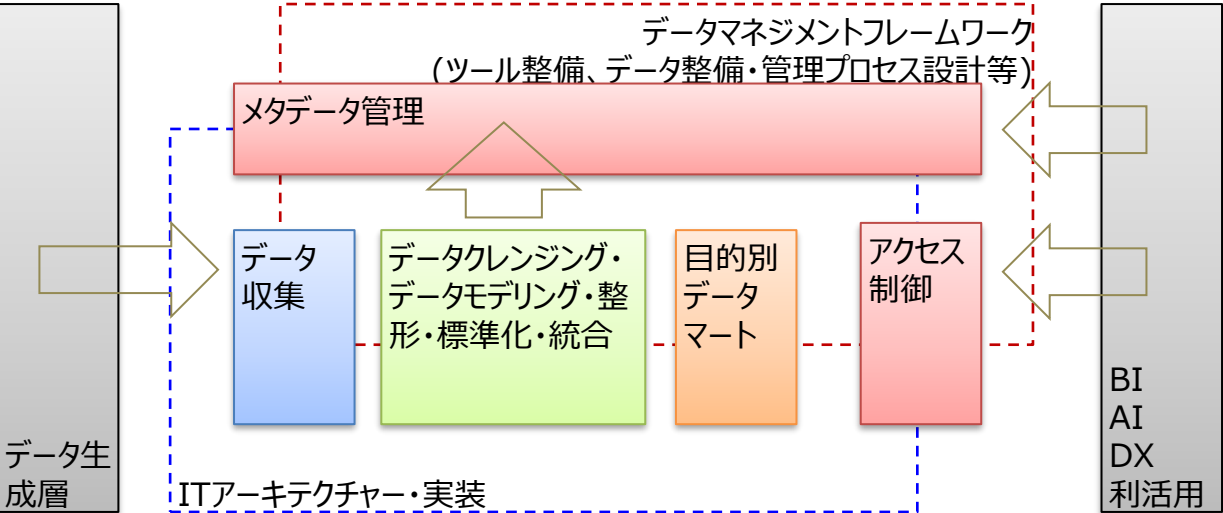 データマネジメントフレームワーク
(ツール整備、データ整備・管理プロセス設計等)
メタデータ管理
データ
収集
データクレンジング・
データモデリング・整
形・標準化・統合
目的別
データ
マート
アクセス
制御
データ生
成層
ITアーキテクチャー・実装
BI
AI
DX
利活用